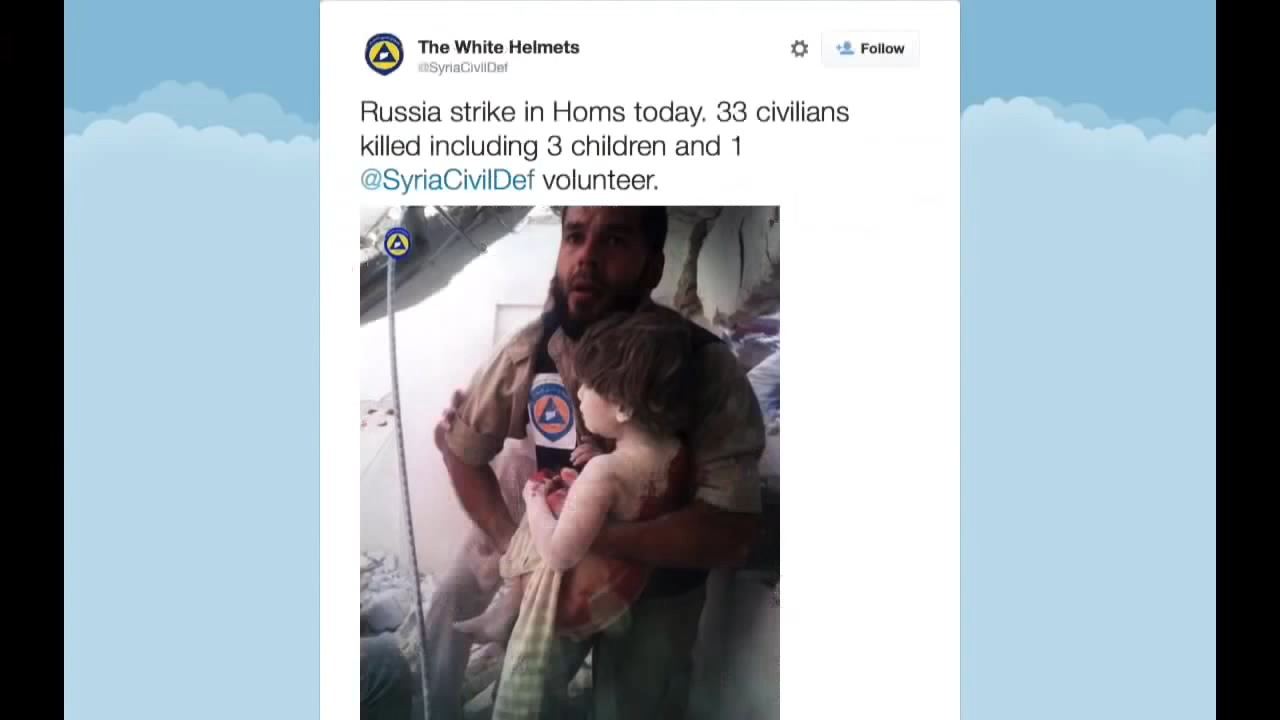 The White Helmets
@SyriaCivilDef
Follow
Russia strike in Homs today. 33 civilians
killed including 3 children and 1
@SyriaCivilDef volunteer.